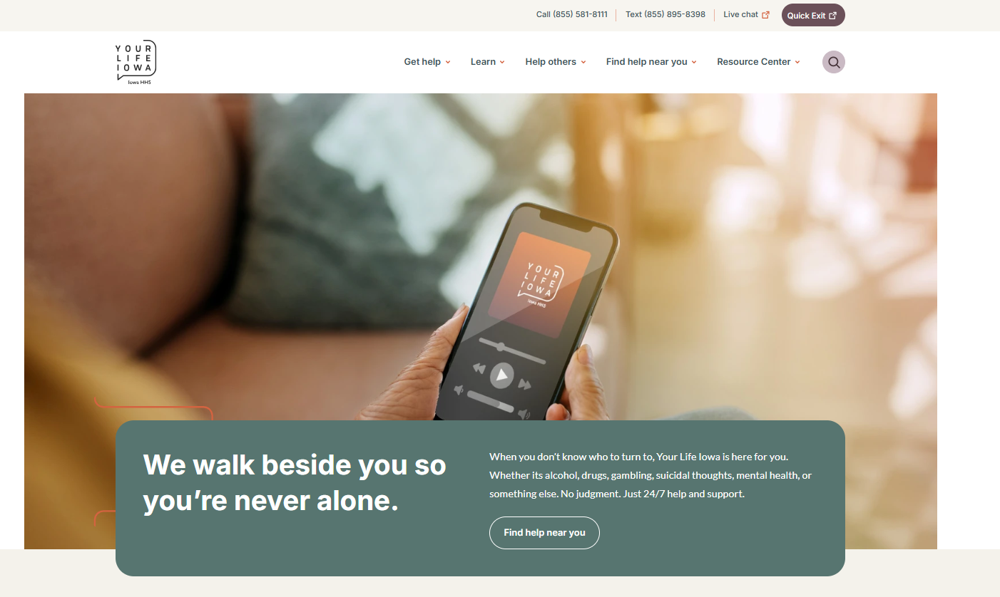 Call (855) 581-8111
Text (855) 895-8398
Live chat
Quick Exit
YOUR
LIFE
IOWA
Iowa HHS
Get help
Learn
Help others
Find help near you
Resource Center
YOUR
LIFE
IOWA
Iowa HHS
We walk beside you so
you’re never alone.
When you don’t know who to turn to, Your Life Iowa is here for you.
Whether its alcohol, drugs, gambling, suicidal thoughts, mental health, or
something else. No judgment. Just 24/7 help and support.
Find help near you